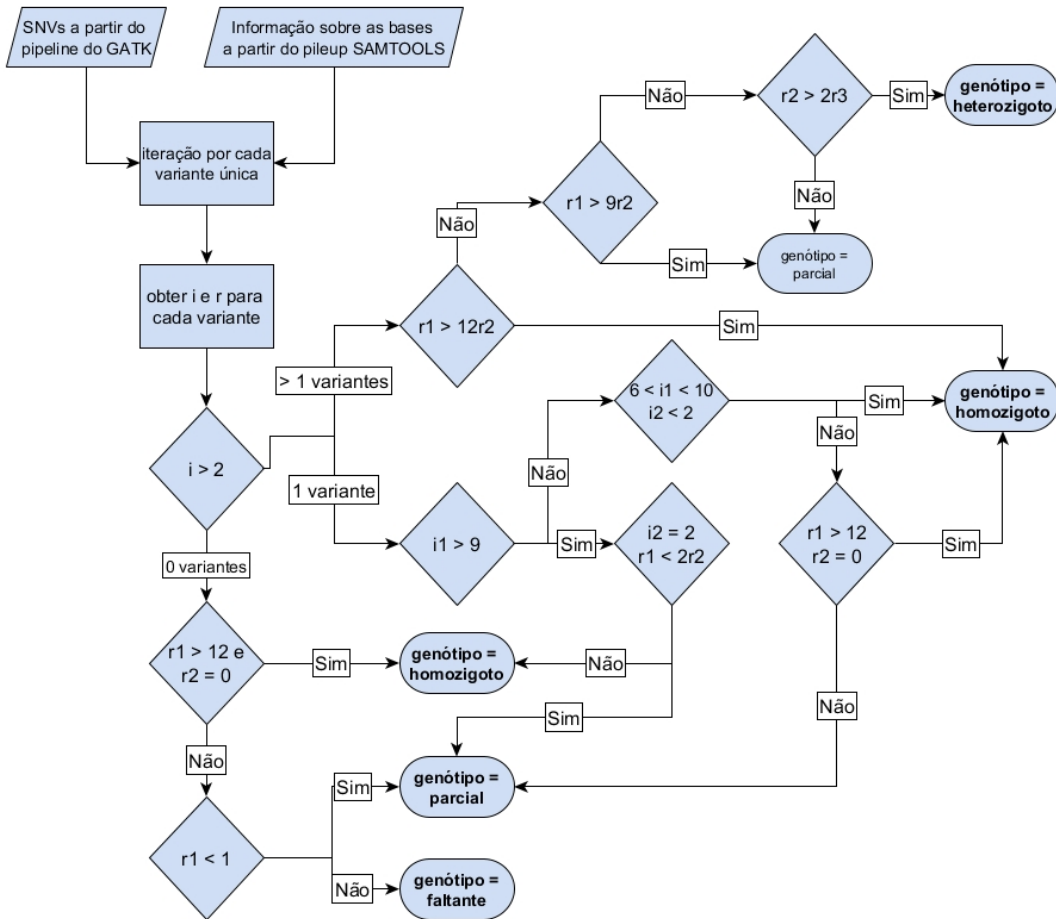 SNVs a partir do
pipeline do GATK
Informação sobre as bases
a partir do pileup SAMTOOLS
iteração por cada
variante única
obter i e r para
cada variante
i > 2
> 1 variantes
1 variante
0 variantes
r1 > 12r2
Não
Sim
r1 > 9r2
Não
Sim
r2 > 2r3
Sim
Não
genótipo =
heterozigoto
genótipo =
parcial
6 < i1 < 10
i2 < 2
Sim
Não
genótipo =
homozigoto
i1 > 9
Não
Sim
i2 = 2
r1 < 2r2
Não
Sim
r1 > 12
r2 = 0
Sim
Não
r1 > 12 e
r2 = 0
Sim
Não
genótipo =
homozigoto
genótipo =
parcial
r1 < 1
Sim
Não
genótipo =
faltante